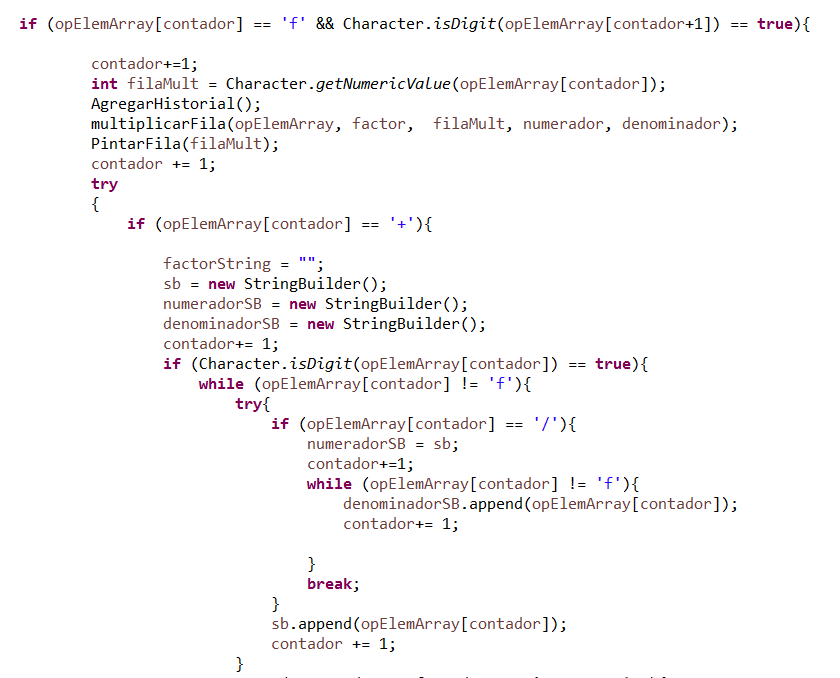 if (opElemArray[contador] == 'f' && Character.isDigit(opElemArray[contador+1]) == true){
contador+=1;
int filaMult = Character.getNumericValue(opElemArray[contador]);
AgregarHistorial();
multiplicarFila(opElemArray, factor,  filaMult, numerador, denominador);
PintarFila(filaMult);
contador += 1;
try
{
if (opElemArray[contador] == '+'){
factorString = "";
sb = new StringBuilder();
numeradorSB = new StringBuilder();
denominadorSB = new StringBuilder();
contador+= 1;
if (Character.isDigit(opElemArray[contador]) == true){
while (opElemArray[contador] != 'f'){
try{
if (opElemArray[contador] == '/'){
numeradorSB = sb;
contador+=1;
while (opElemArray[contador] != 'f'){
denominadorSB.append(opElemArray[contador]);
contador+= 1;
}
break;
}
sb.append(opElemArray[contador]);
contador += 1;
}